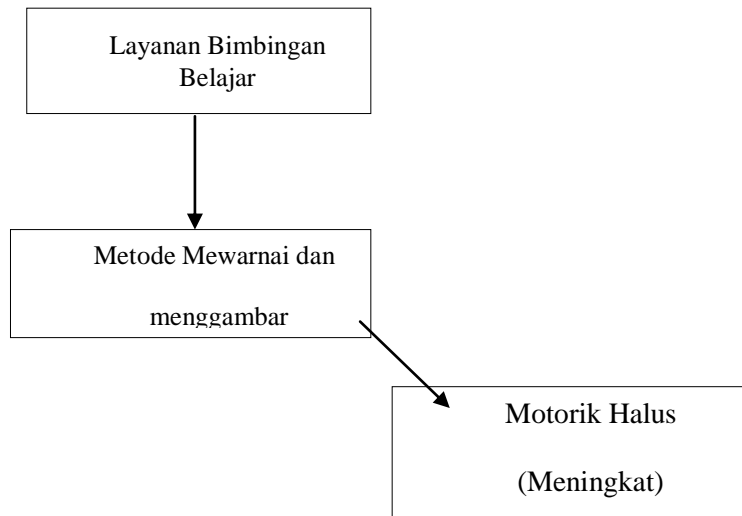 Layanan Bimbingan
Belajar
Metode Mewarnai dan
menggambar
Motorik Halus
(Meningkat)